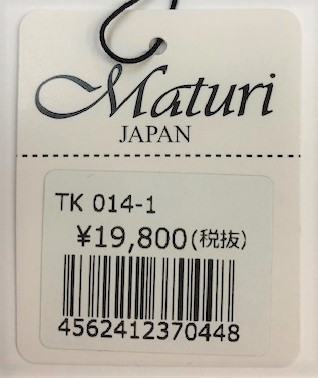 Maturi
JAPAN
TK 014-1
¥19,800(税抜)
4562412370448